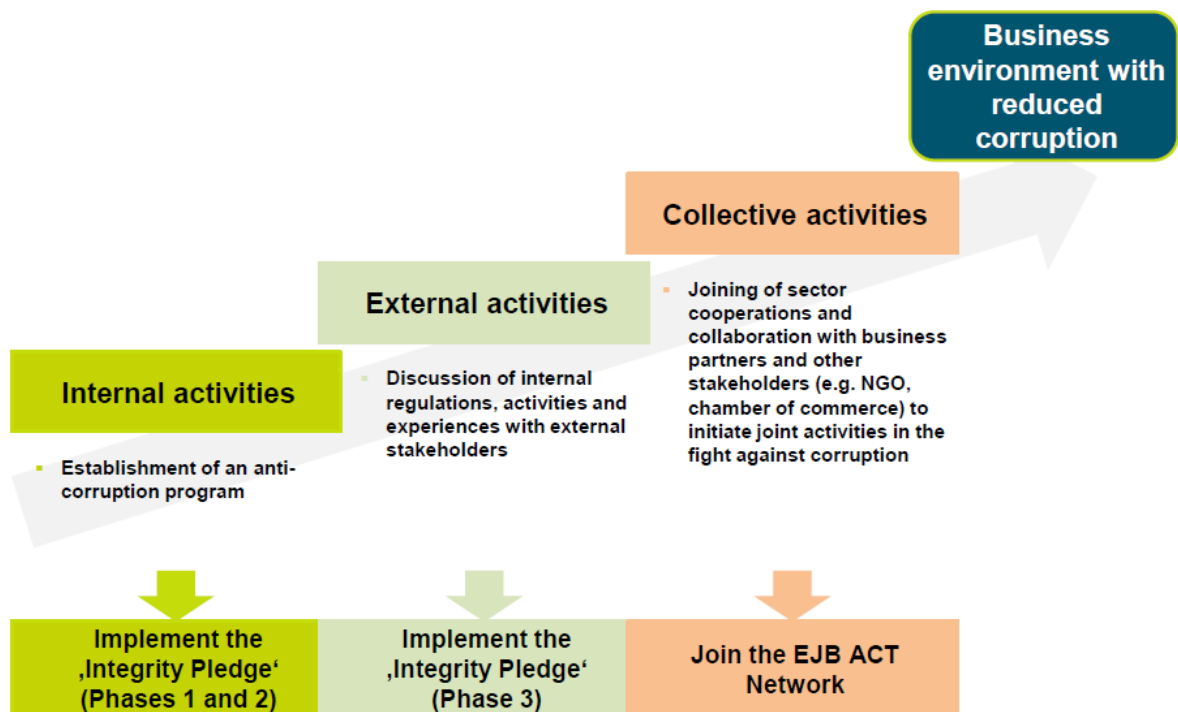 Business
environment with
reduced
corruption
Collective activities
▪ Joining of sector
cooperations and
collaboration with business
partners and other
stakeholders (e.g. NGO,
chamber of commerce) to
initiate joint activities in the
fight against corruption
External activities
▪ Discussion of internal
regulations, activities and
experiences with external
stakeholders
Internal activities
▪ Establishment of an anti-
corruption program
Implement the
‚Integrity Pledge‘
(Phases 1 and 2)
Implement the
‚Integrity Pledge‘
(Phase 3)
Join the EJB ACT
Network